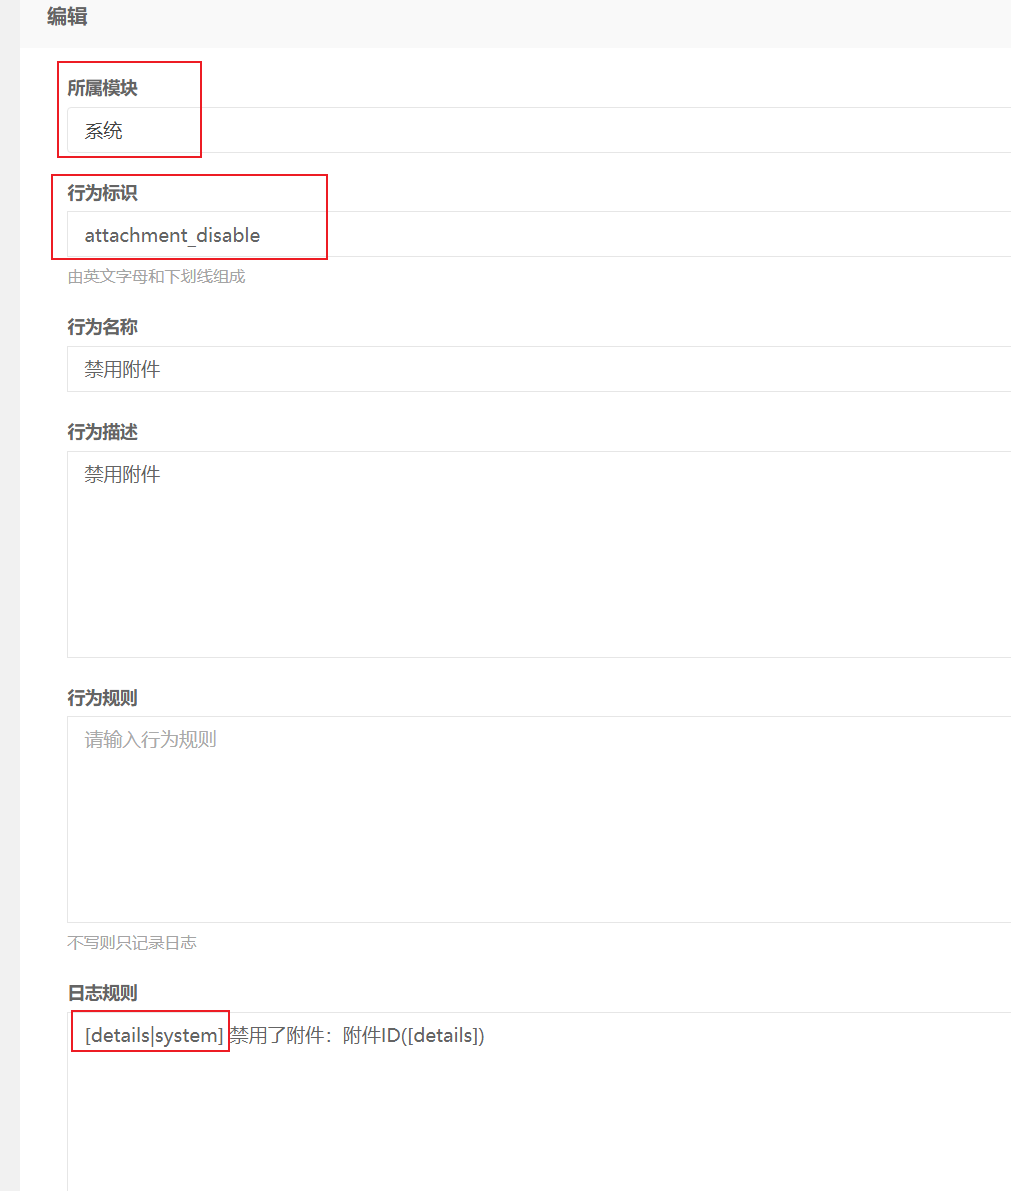 编辑
所属模块
系统
行为标识
attachment_disable
由英文字母和下划线组成
行为名称
禁用附件
行为描述
禁用附件
行为规则
请输入行为规则
不写则只记录日志
日志规则
[details|system] 禁用了附件：附件ID([details])